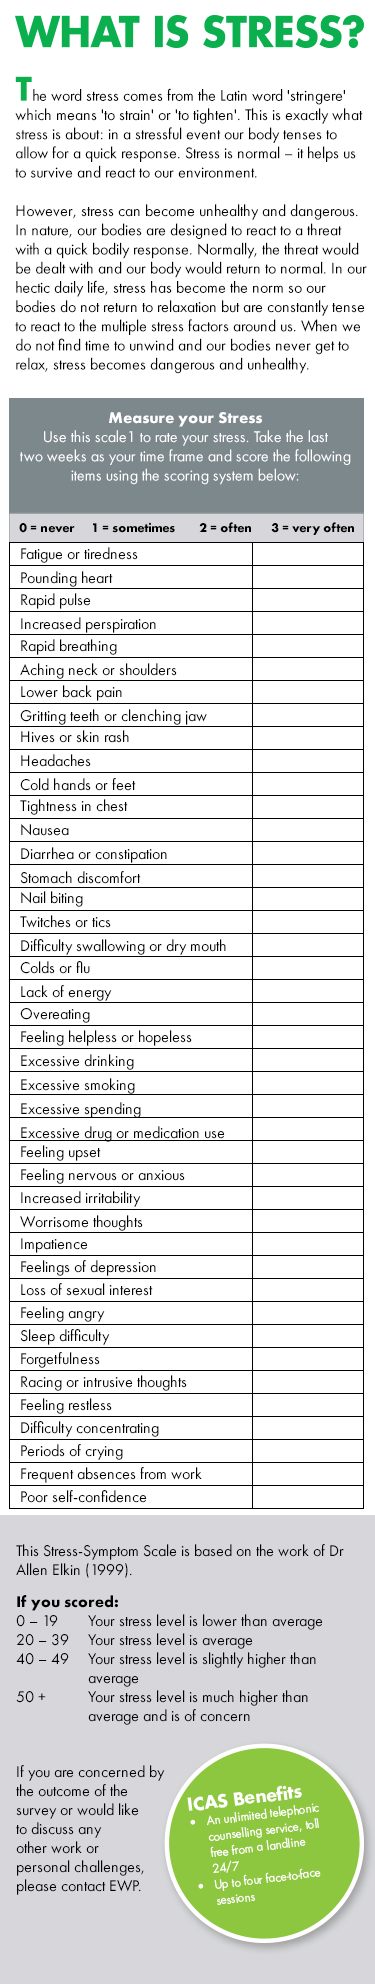 WHAT IS STRESS?
The word stress comes from the Latin word 'stringere'
which means 'to strain' or 'to tighten'. This is exactly what
stress is about: in a stressful event our body tenses to
allow for a quick response. Stress is normal – it helps us
to survive and react to our environment.
However, stress can become unhealthy and dangerous.
In nature, our bodies are designed to react to a threat
with a quick bodily response. Normally, the threat would
be dealt with and our body would return to normal. In our
hectic daily life, stress has become the norm so our
bodies do not return to relaxation but are constantly tense
to react to the multiple stress factors around us. When we
do not find time to unwind and our bodies never get to
relax, stress becomes dangerous and unhealthy.
Measure your Stress
Use this scale1 to rate your stress. Take the last
two weeks as your time frame and score the following
items using the scoring system below:
0 = never 1 = sometimes 2 = often 3 = very often
Fatigue or tiredness
Pounding heart
Rapid pulse
Increased perspiration
Rapid breathing
Aching neck or shoulders
Lower back pain
Gritting teeth or clenching jaw
Hives or skin rash
Headaches
Cold hands or feet
Tightness in chest
Nausea
Diarrhea or constipation
Stomach discomfort
Nail biting
Twitches or tics
Difficulty swallowing or dry mouth
Colds or flu
Lack of energy
Overeating
Feeling helpless or hopeless
Excessive drinking
Excessive smoking
Excessive spending
Excessive drug or medication use
Feeling upset
Feeling nervous or anxious
Increased irritability
Worrisome thoughts
Impatience
Feelings of depression
Loss of sexual interest
Feeling angry
Sleep difficulty
Forgetfulness
Racing or intrusive thoughts
Feeling restless
Difficulty concentrating
Periods of crying
Frequent absences from work
Poor self-confidence
This Stress-Symptom Scale is based on the work of Dr
Allen Elkin (1999).
If you scored:
0 – 19 Your stress level is lower than average
20 – 39 Your stress level is average
40 – 49 Your stress level is slightly higher than
average
50 + Your stress level is much higher than
average and is of concern
If you are concerned by
the outcome of the
survey or would like
to discuss any
other work or
personal challenges,
please contact EWP.
ICAS Benefits
• An unlimited telephonic
counselling service, toll
free from a landline
24/7
• Up to four face-to-face
sessions